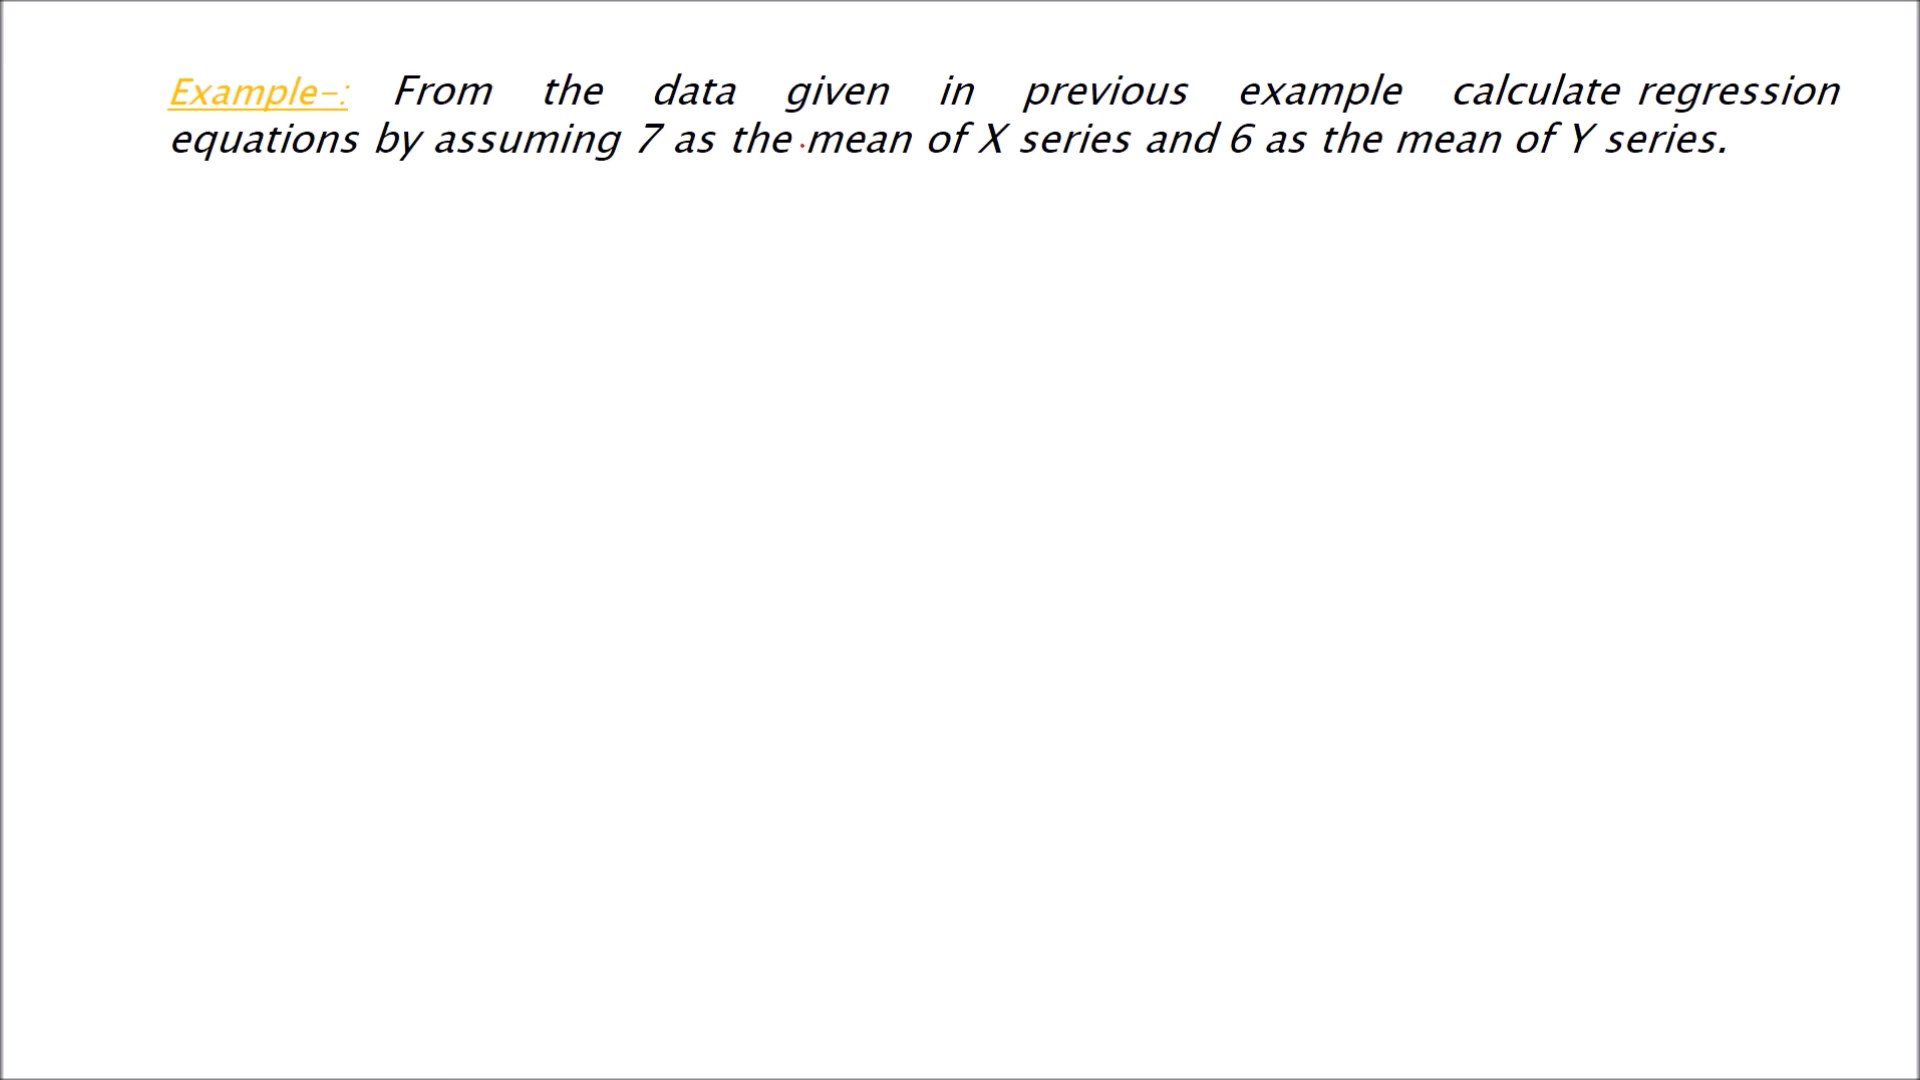 Example-: From the data given in previous example calculate regression
equations by assuming 7 as the mean of X series and 6 as the mean of Y series.